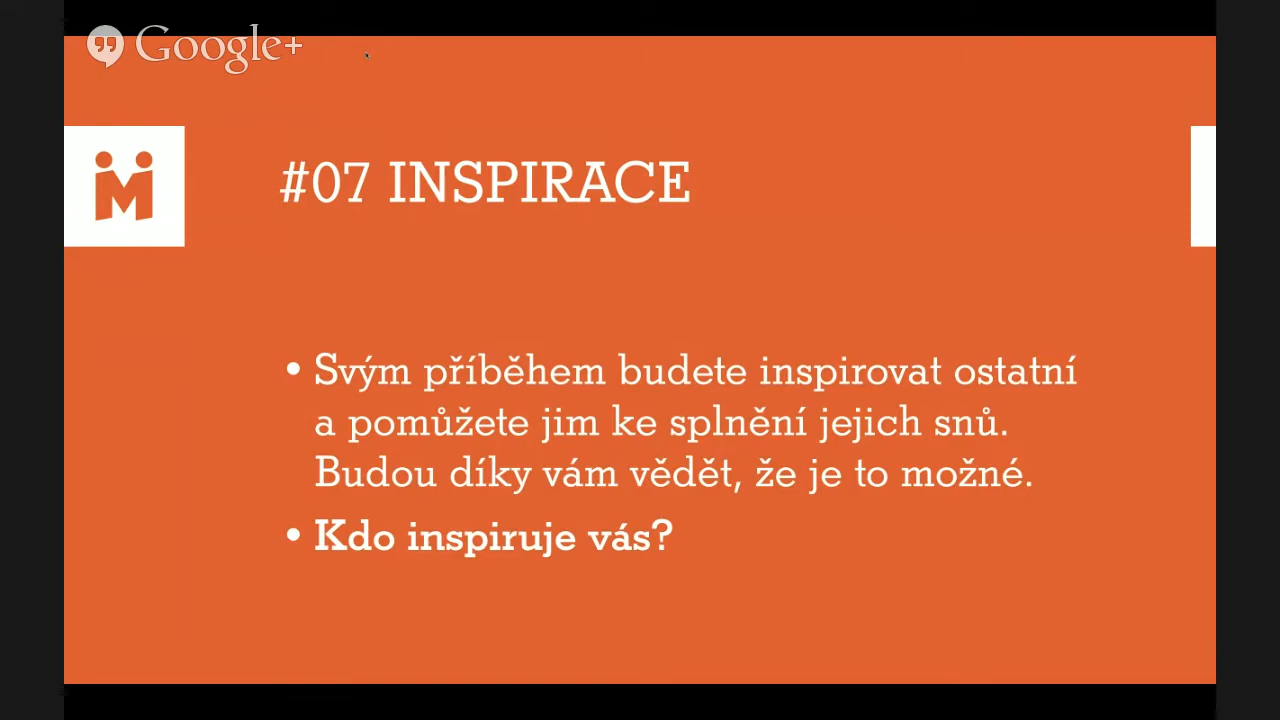 Google+
#07 INSPIRACE
• Svým příběhem budete inspirovat ostatní
a pomůžete jim ke splnění jejich snů.
Budou díky vám vědět, že je to možné.
• Kdo inspiruje vás?